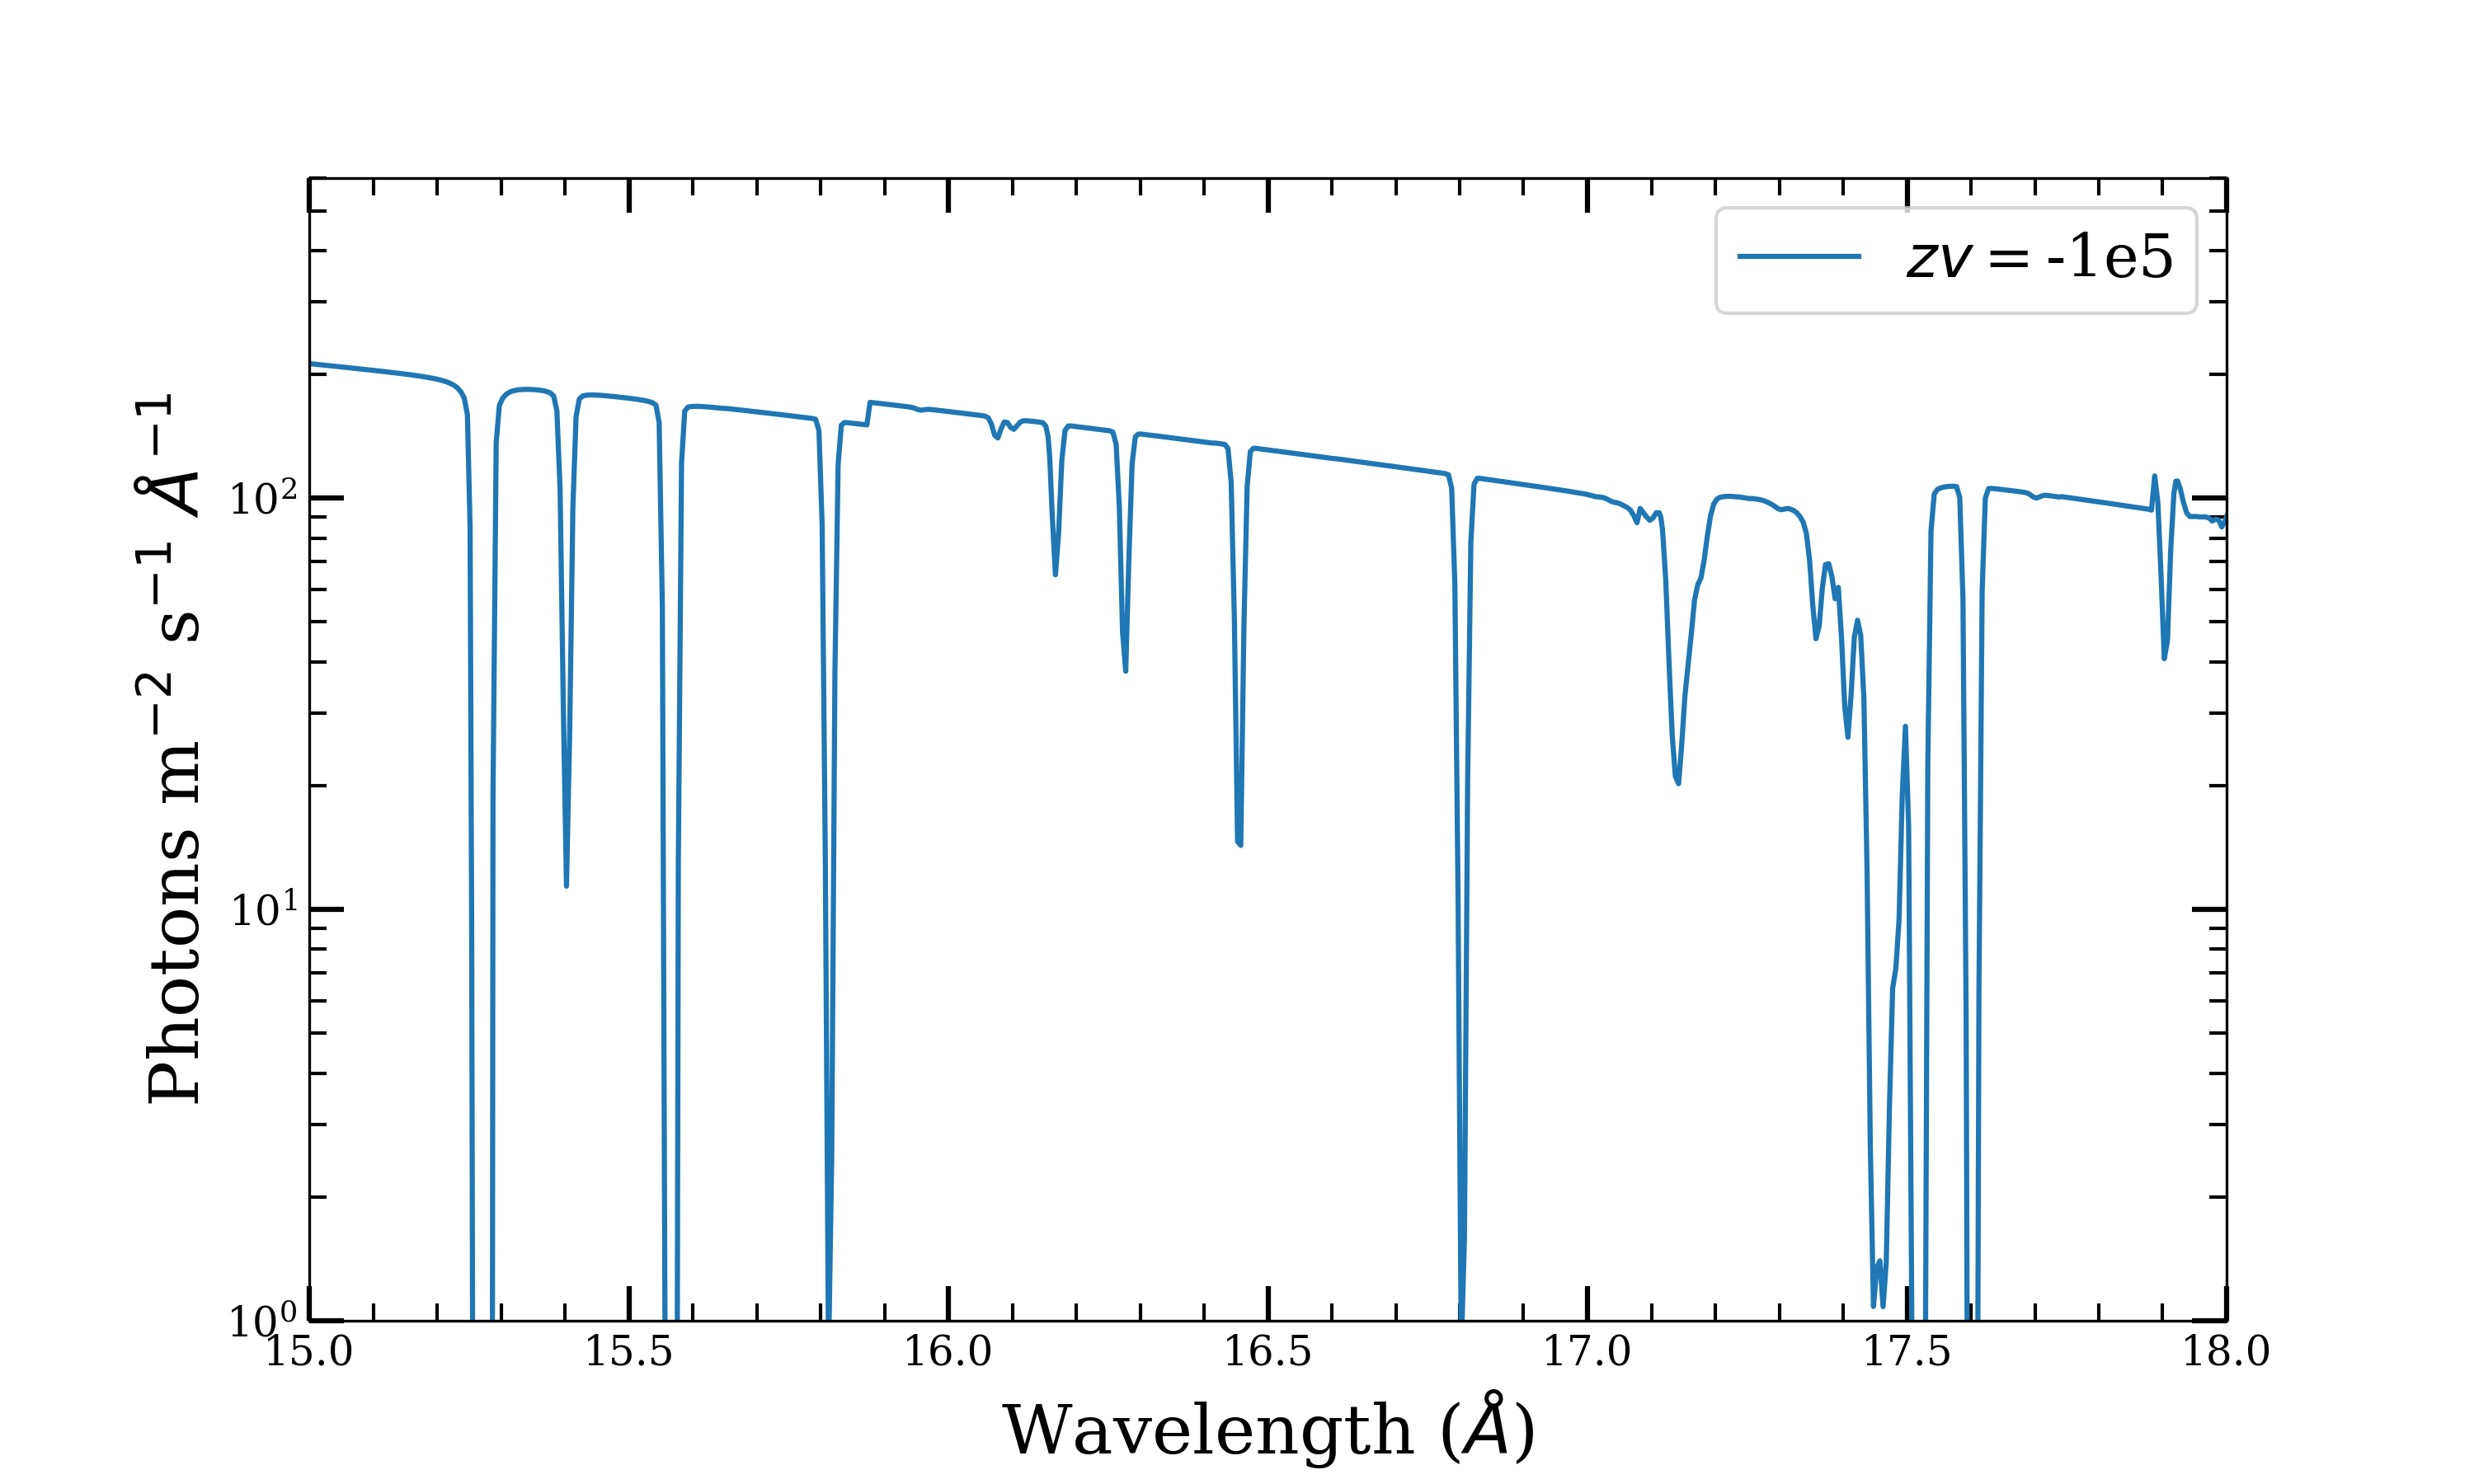 zv = -1e5
Photons m⁻² s⁻¹ Å⁻¹
10²
10¹
10⁰
15.0 15.5 16.0 16.5 17.0 17.5 18.0
Wavelength (Å)